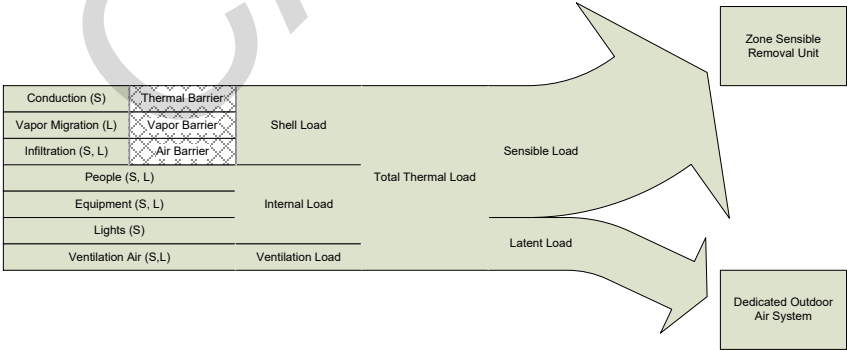 Zone Sensible
Removal Unit
Conduction (S)
Thermal Barrier
Vapor Migration (L)
Vapor Barrier
Shell Load
Infiltration (S, L)
Air Barrier
Sensible Load
People (S, L)
Total Thermal Load
Equipment (S, L)
Internal Load
Lights (S)
Latent Load
Ventilation Air (S,L)
Ventilation Load
Dedicated Outdoor
Air System